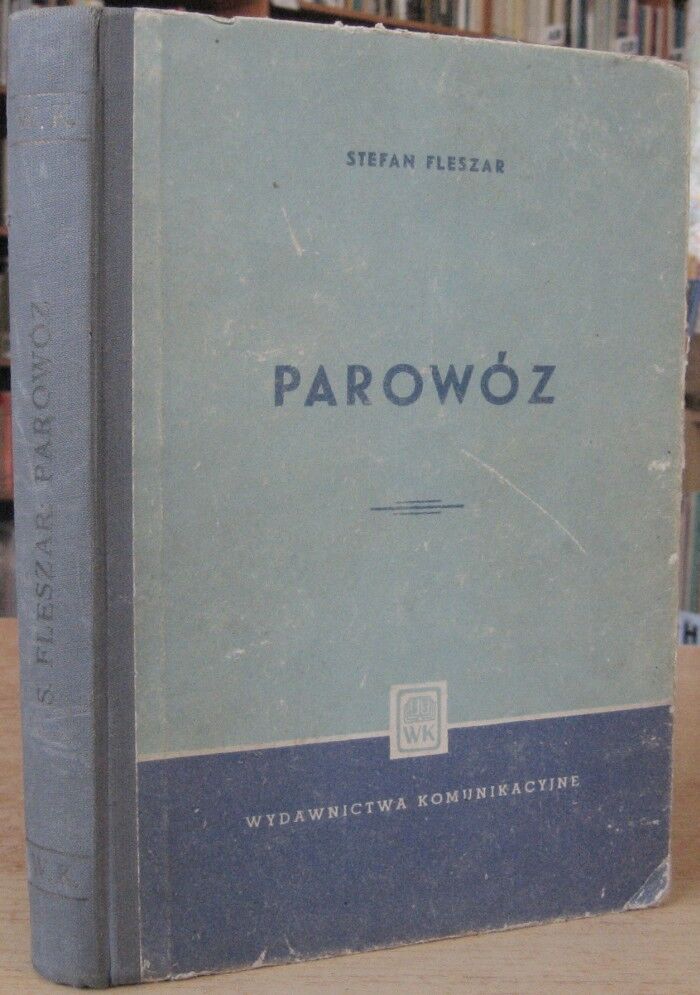 STEFAN FLESZAR
PAROWÓZ
WK
WYDAWNICTWA KOMUNIKACYJNE
W. K.
S. FLESZAR: PAROWÓZ
W. K.
H